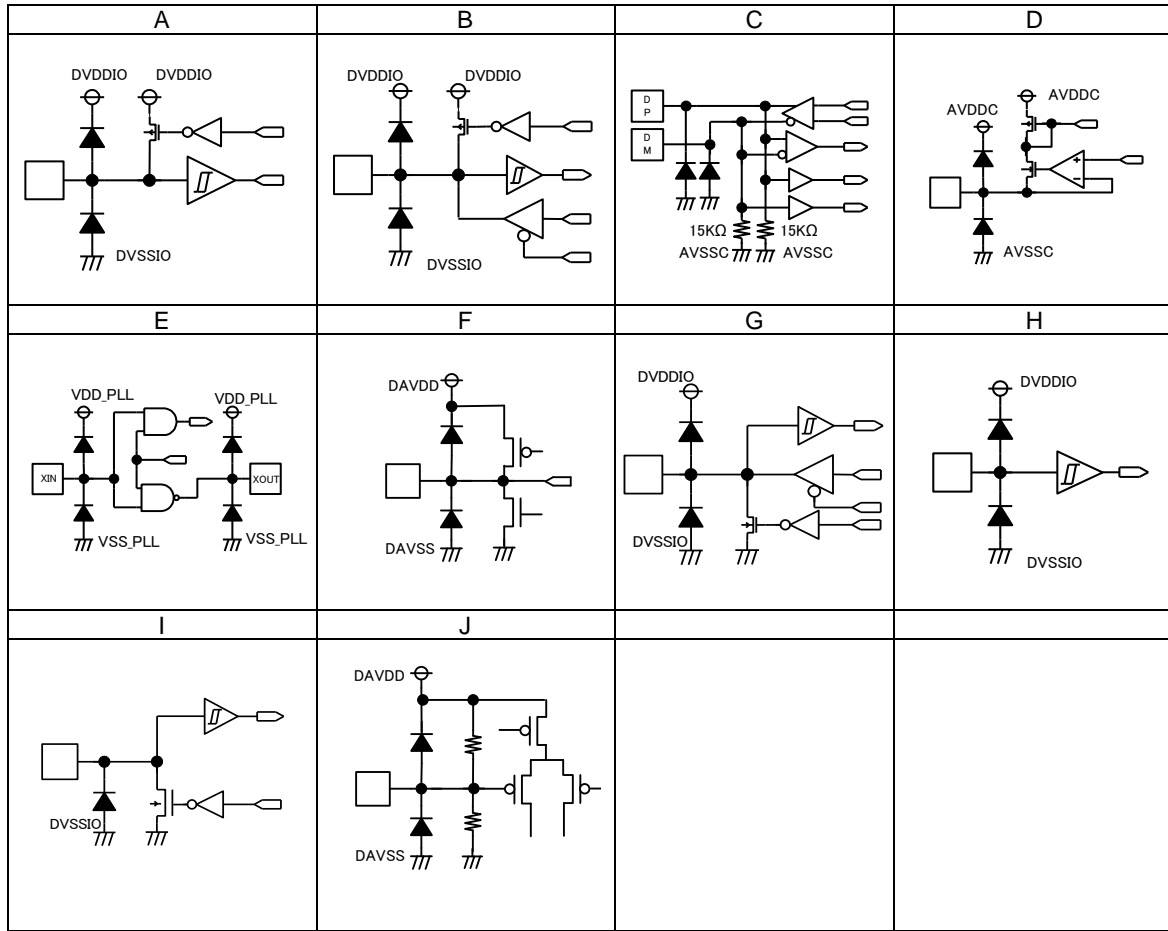 A B C D
DVDDIO DVDDIO
DVSSIO
DVDDIO DVDDIO
DVSSIO
D
P
D
M
15KΩ 15KΩ
AVSSC AVSSC
AVDDC AVDDC
+
−
AVSSC
E F G H
VDD_PLL VDD_PLL
XIN XOUT
VSS_PLL VSS_PLL
DAVDD
DAVSS
DVDDIO
DVSSIO
DVDDIO
DVSSIO
I J
DVSSIO
DAVDD
DAVSS